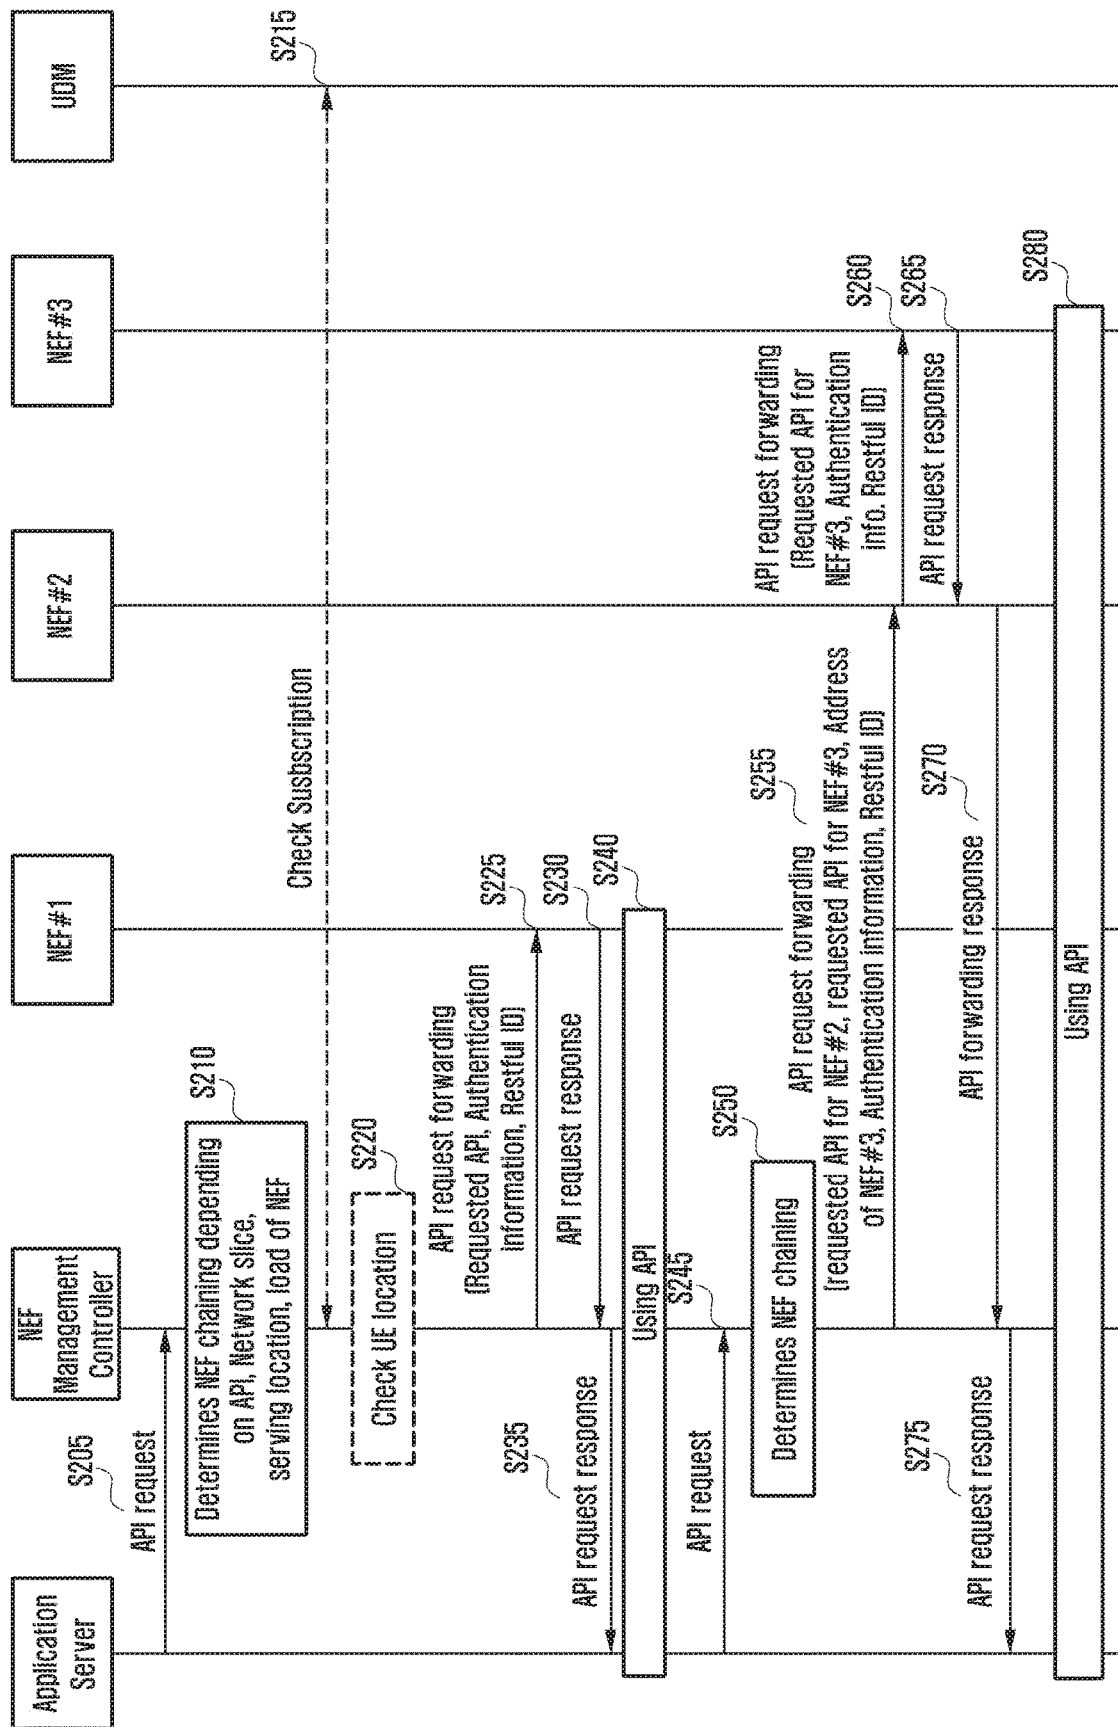 Application
Server
NEF
Management
Controller
NEF#1
NEF#2
NEF#3
UDM
S205
API request
Determines NEF chaining depending
on API, Network slice,
serving location, load of NEF
S210
Check Susbscription
S215
Check UE location
S220
API request forwarding
(Requested API, Authentication
information, Restful ID)
S225
API request response
S230
S235
API request response
Using API
S240
S245
API request
Determines NEF chaining
S250
API request forwarding
S255
(requested API for NEF#2, requested API for NEF#3, Address
of NEF#3, Authentication information, Restful ID)
API request forwarding
(Requested API for
NEF#3, Authentication
info. Restful ID)
S260
API request response
S265
API forwarding response
S270
S275
API request response
Using API
S280